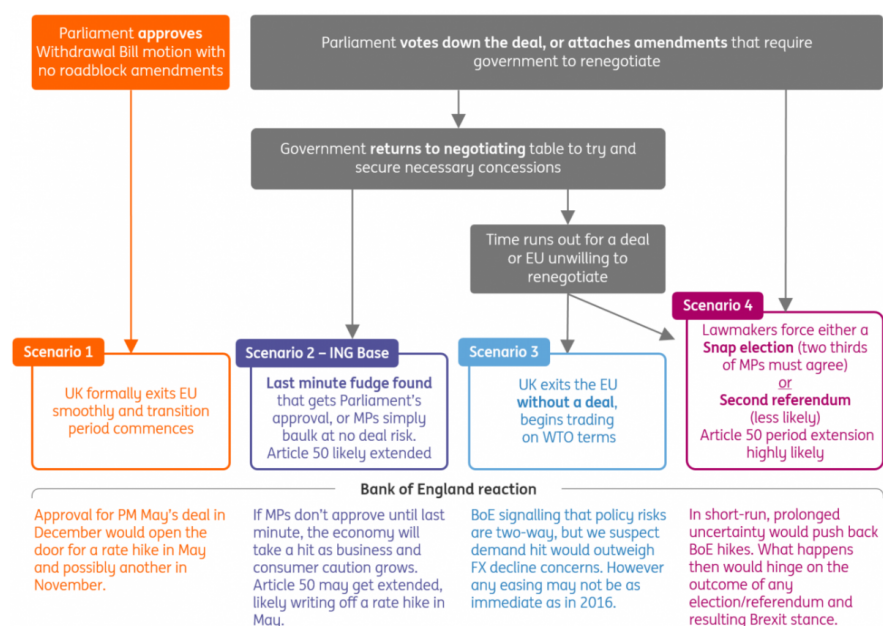 Parliament approves
Withdrawal Bill motion with
no roadblock amendments
Parliament votes down the deal, or attaches amendments that require
government to renegotiate
Government returns to negotiating table to try and
secure necessary concessions
Time runs out for a deal
or EU unwilling to
renegotiate
Scenario 1
UK formally exits EU
smoothly and transition
period commences
Scenario 2 – ING Base
Last minute fudge found
that gets Parliament's
approval, or MPs simply
baulk at no deal risk.
Article 50 likely extended
Scenario 3
UK exits the EU
without a deal,
begins trading
on WTO terms
Scenario 4
Lawmakers force either a
Snap election (two thirds
of MPs must agree)
or
Second referendum
(less likely)
Article 50 period extension
highly likely
Bank of England reaction
Approval for PM May's deal in
December would open the
door for a rate hike in May
and possibly another in
November.
If MPs don't approve until last
minute, the economy will
take a hit as business and
consumer caution grows.
Article 50 may get extended,
likely writing off a rate hike in
May.
BoE signalling that policy risks
are two-way, but we suspect
demand hit would outweigh
FX decline concerns. However
any easing may not be as
immediate as in 2016.
In short-run, prolonged
uncertainty would push back
BoE hikes. What happens
then would hinge on the
outcome of any
election/referendum and
resulting Brexit stance.